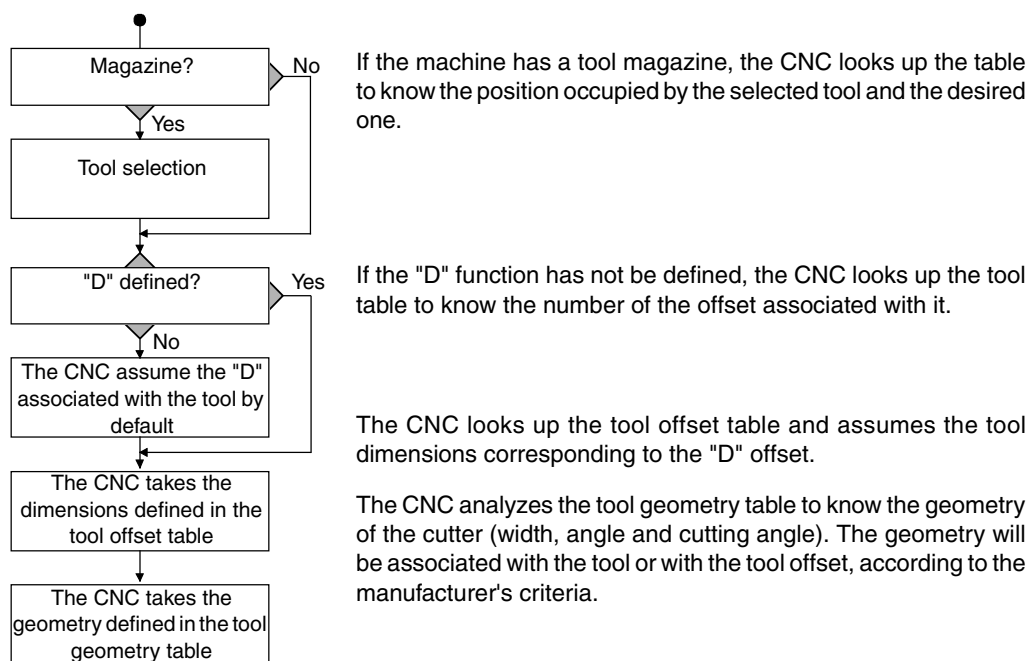 Magazine?
No
If the machine has a tool magazine, the CNC looks up the table
to know the position occupied by the selected tool and the desired
one.
Yes
Tool selection
"D" defined?
Yes
If the "D" function has not be defined, the CNC looks up the tool
table to know the number of the offset associated with it.
No
The CNC assume the "D"
associated with the tool by
default
The CNC looks up the tool offset table and assumes the tool
dimensions corresponding to the "D" offset.
The CNC takes the
dimensions defined in the
tool offset table
The CNC analyzes the tool geometry table to know the geometry
of the cutter (width, angle and cutting angle). The geometry will
be associated with the tool or with the tool offset, according to the
manufacturer's criteria.
The CNC takes the
geometry defined in the tool
geometry table